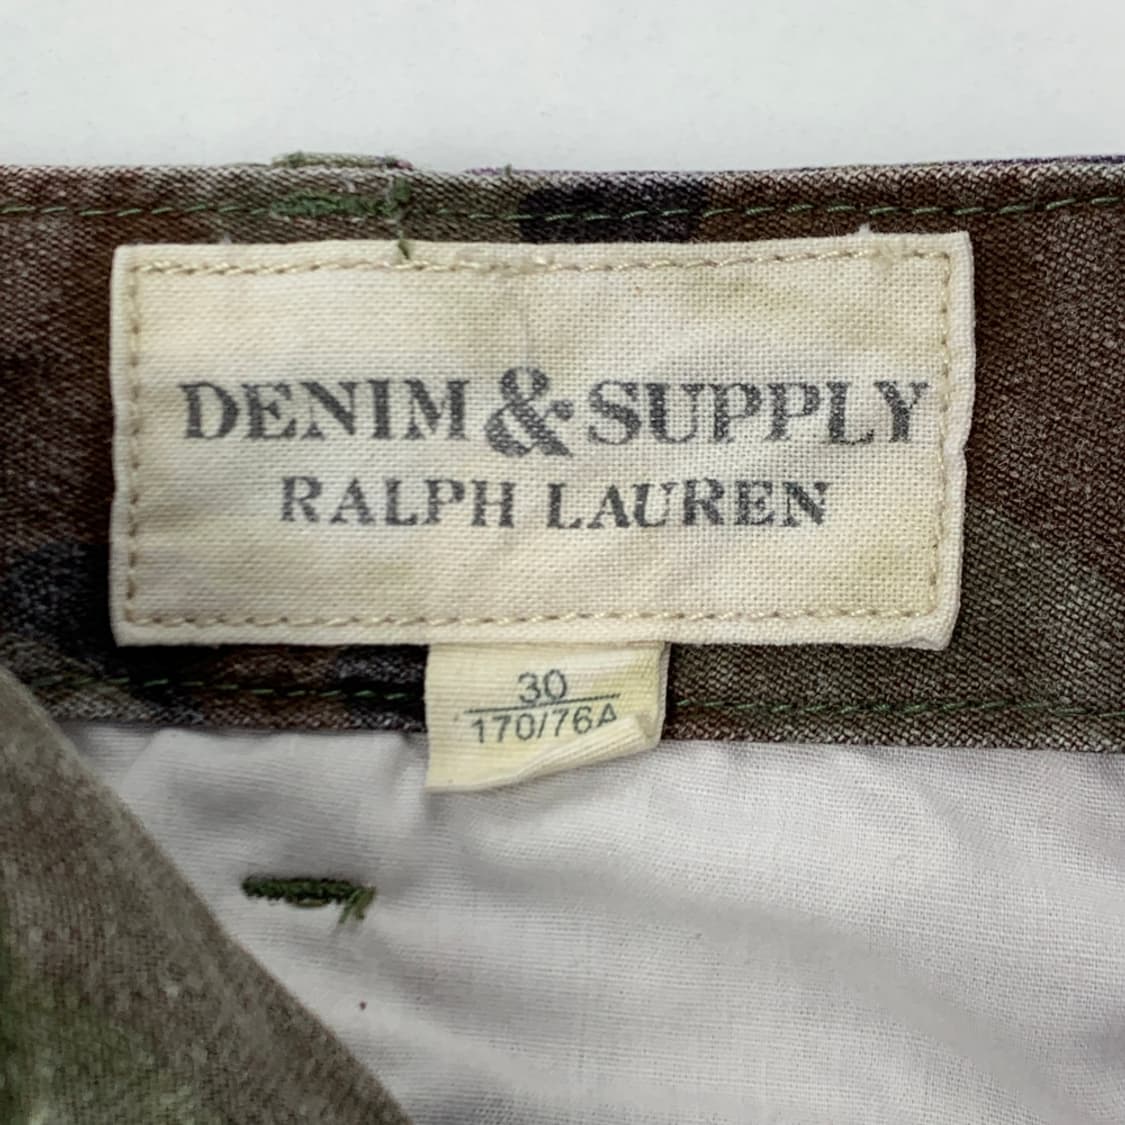 DENIM & SUPPLY
RALPH LAUREN
30
170/76A